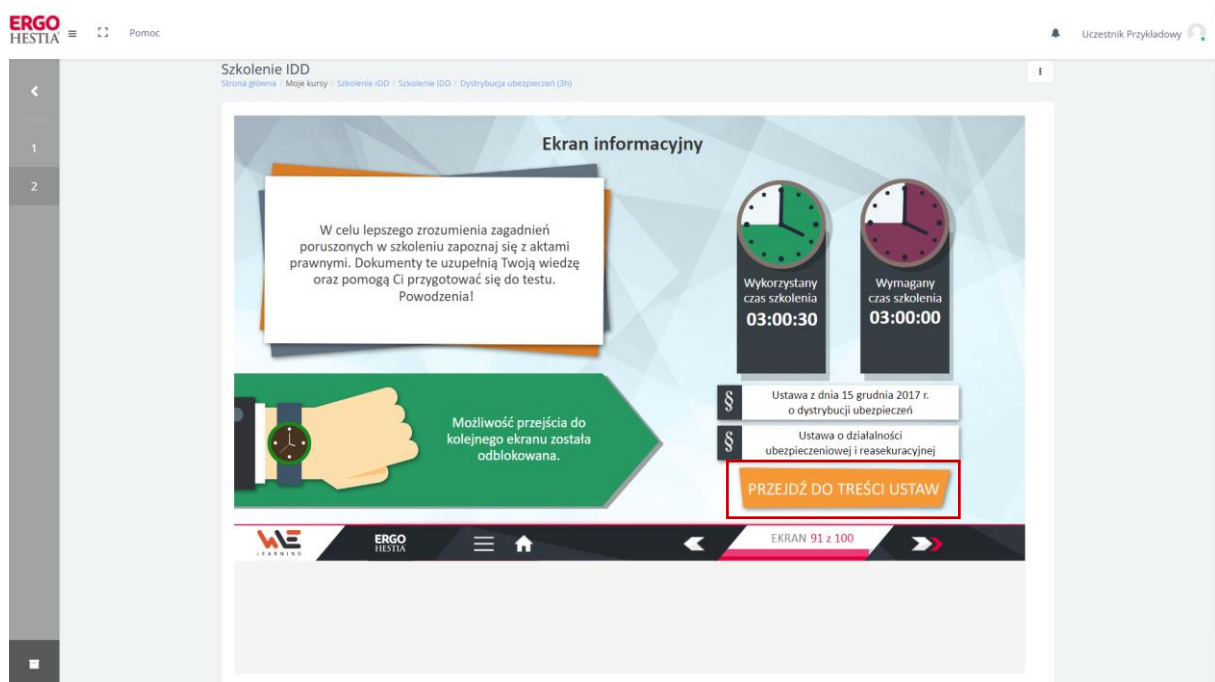 ERGO
HESTIA
Pomoc
Uczestnik Przykładowy
Szkolenie IDD
Strona główna / Moje kursy / Szkolenie IDD / Szkolenie IDD / Dystrybucja ubezpieczeń (3h)
1
2
Ekran informacyjny
W celu lepszego zrozumienia zagadnień
poruszonych w szkoleniu zapoznaj się z aktami
prawnymi. Dokumenty te uzupełnią Twoją wiedzę
oraz pomogą Ci przygotować się do testu.
Powodzenia!
Wykorzystany
czas szkolenia
03:00:30
Wymagany
czas szkolenia
03:00:00
Możliwość przejścia do
kolejnego ekranu została
odblokowana.
§
Ustawa z dnia 15 grudnia 2017 r.
o dystrybucji ubezpieczeń
§
Ustawa o działalności
ubezpieczeniowej i reasekuracyjnej
PRZEJDŹ DO TREŚCI USTAW
WE
LEARNING
ERGO
HESTIA
EKRAN 91 z 100